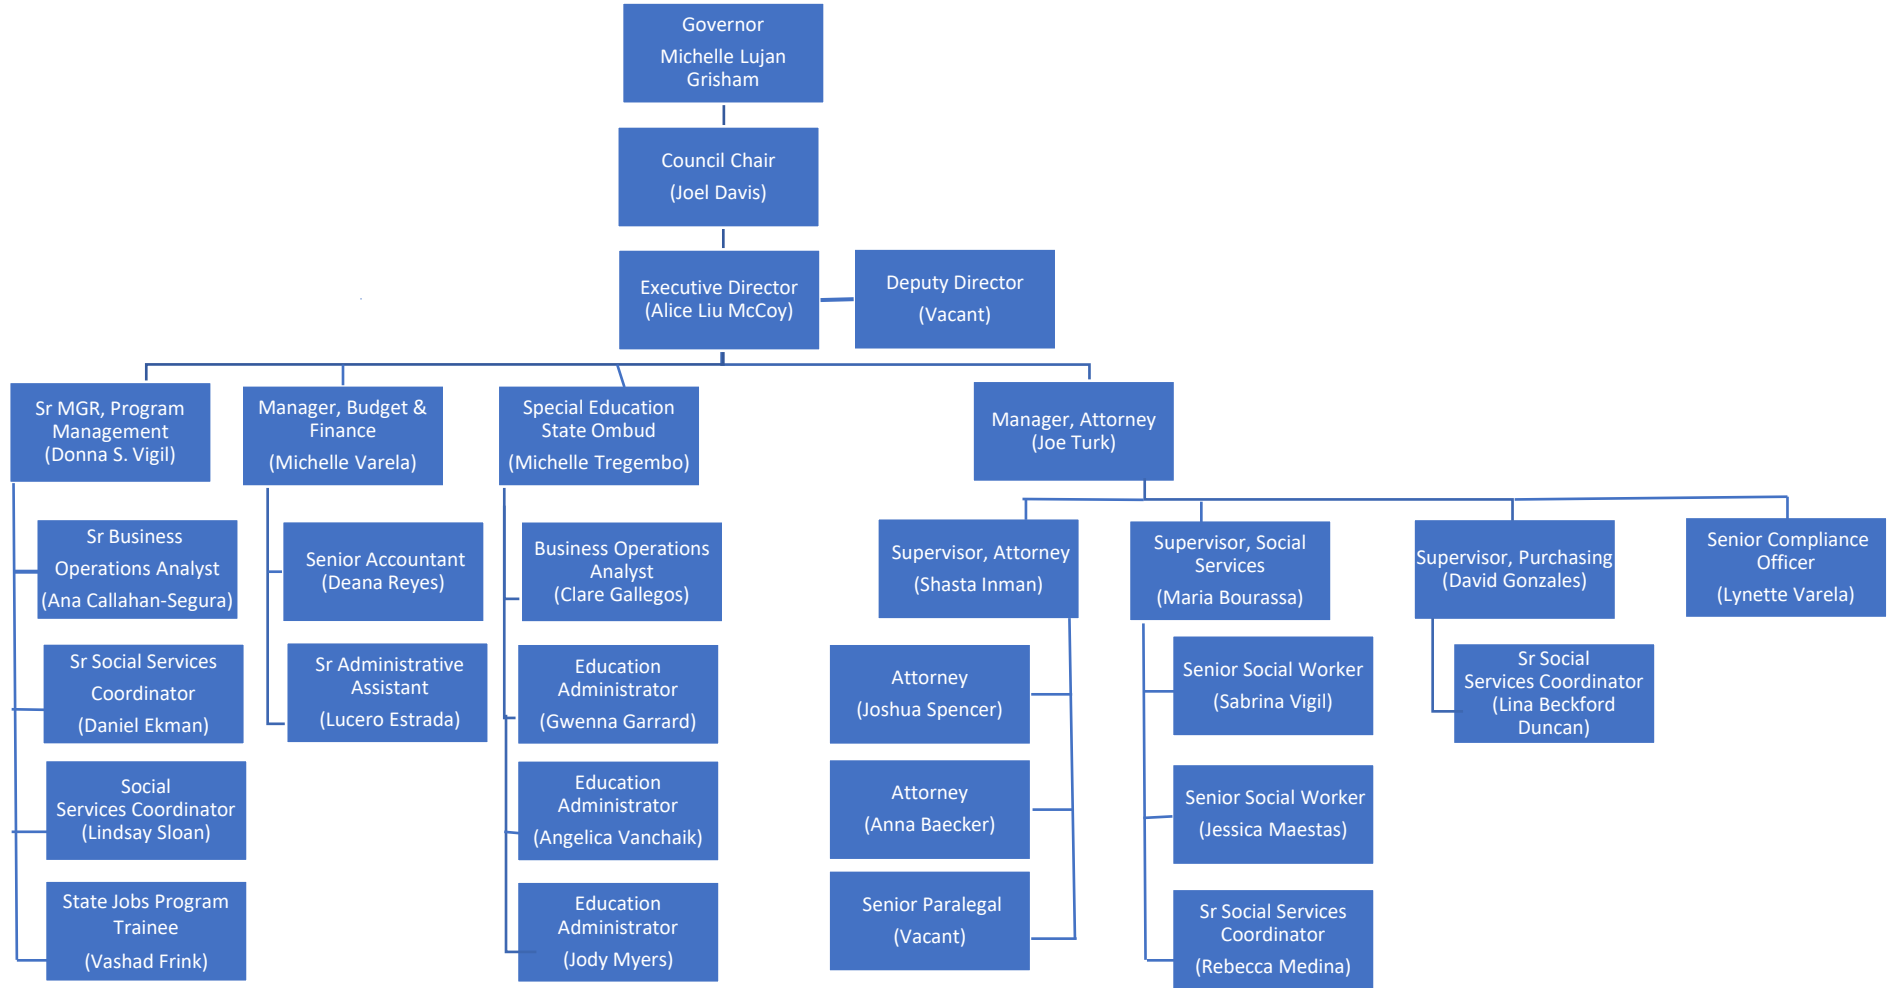 Governor
Michelle Lujan
Grisham
Council Chair
(Joel Davis)
Executive Director
(Alice Liu McCoy)
Deputy Director
(Vacant)
Sr MGR, Program
Management
(Donna S. Vigil)
Manager, Budget &
Finance
(Michelle Varela)
Special Education
State Ombud
(Michelle Tregembo)
Manager, Attorney
(Joe Turk)
Sr Business
Operations Analyst
(Ana Callahan-Segura)
Sr Social Services
Coordinator
(Daniel Ekman)
Social
Services Coordinator
(Lindsay Sloan)
State Jobs Program
Trainee
(Vashad Frink)
Senior Accountant
(Deana Reyes)
Sr Administrative
Assistant
(Lucero Estrada)
Business Operations
Analyst
(Clare Gallegos)
Education
Administrator
(Gwenna Garrard)
Education
Administrator
(Angelica Vanchaik)
Education
Administrator
(Jody Myers)
Supervisor, Attorney
(Shasta Inman)
Attorney
(Joshua Spencer)
Attorney
(Anna Baecker)
Senior Paralegal
(Vacant)
Supervisor, Social
Services
(Maria Bourassa)
Senior Social Worker
(Sabrina Vigil)
Senior Social Worker
(Jessica Maestas)
Sr Social Services
Coordinator
(Rebecca Medina)
Supervisor, Purchasing
(David Gonzales)
Sr Social
Services Coordinator
(Lina Beckford
Duncan)
Senior Compliance
Officer
(Lynette Varela)